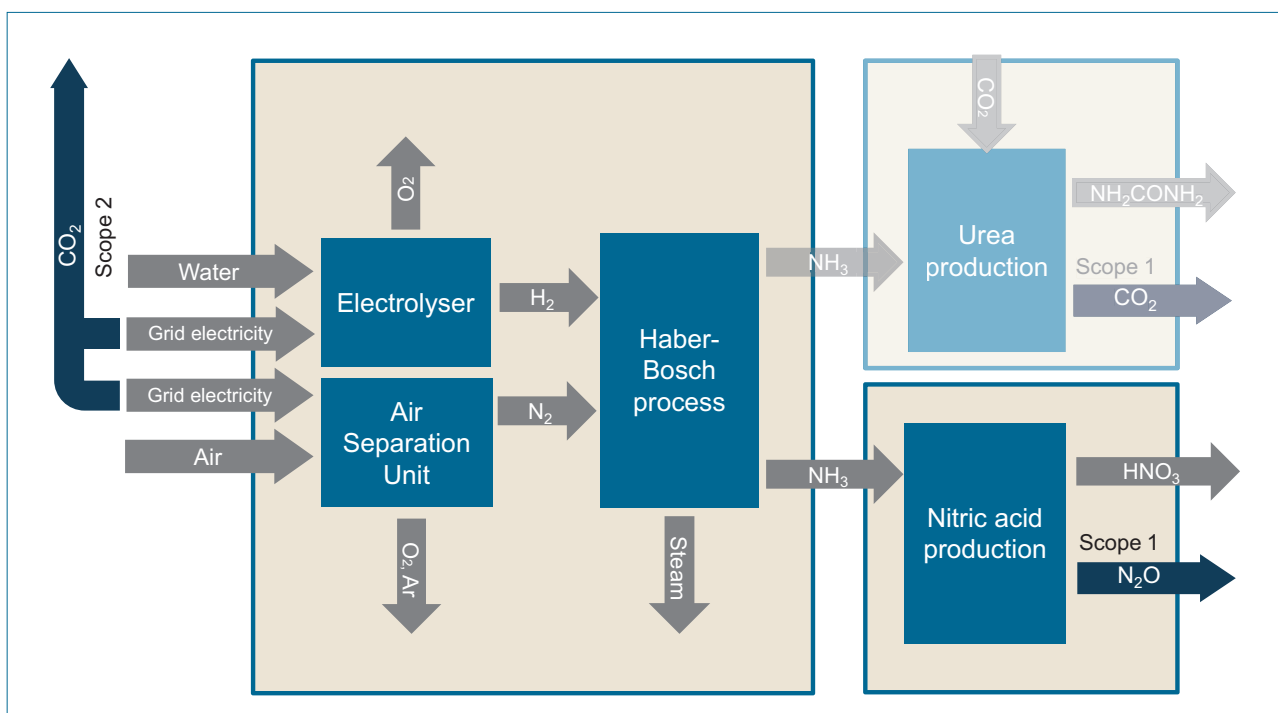 CO₂
Scope 2
Water
Grid electricity
Grid electricity
Air
O₂
Electrolyser
Air
Separation
Unit
O₂, Ar
H₂
N₂
Haber-
Bosch
process
Steam
NH₃
NH₃
CO₂
Urea
production
NH₂CONH₂
Scope 1
CO₂
Nitric acid
production
HNO₃
Scope 1
N₂O